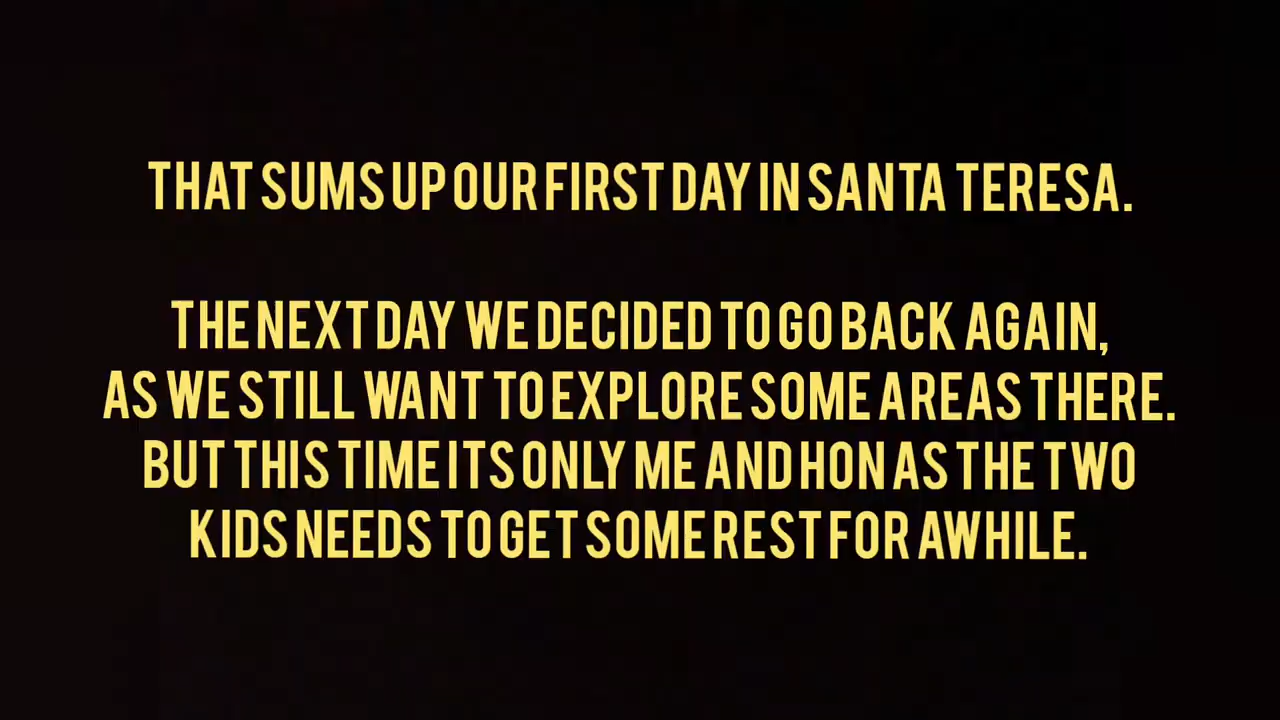 THAT SUMS UP OUR FIRST DAY IN SANTA TERESA.
THE NEXT DAY WE DECIDED TO GO BACK AGAIN,
AS WE STILL WANT TO EXPLORE SOME AREAS THERE.
BUT THIS TIME ITS ONLY ME AND HON AS THE TWO
KIDS NEEDS TO GET SOME REST FOR AWHILE.